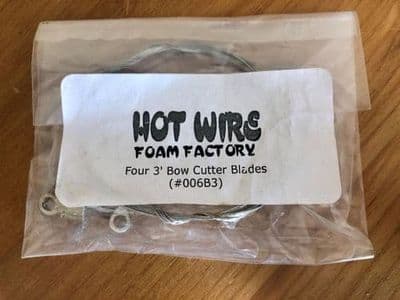 HOT WIRE
FOAM FACTORY
Four 3' Bow Cutter Blades
(#006B3)